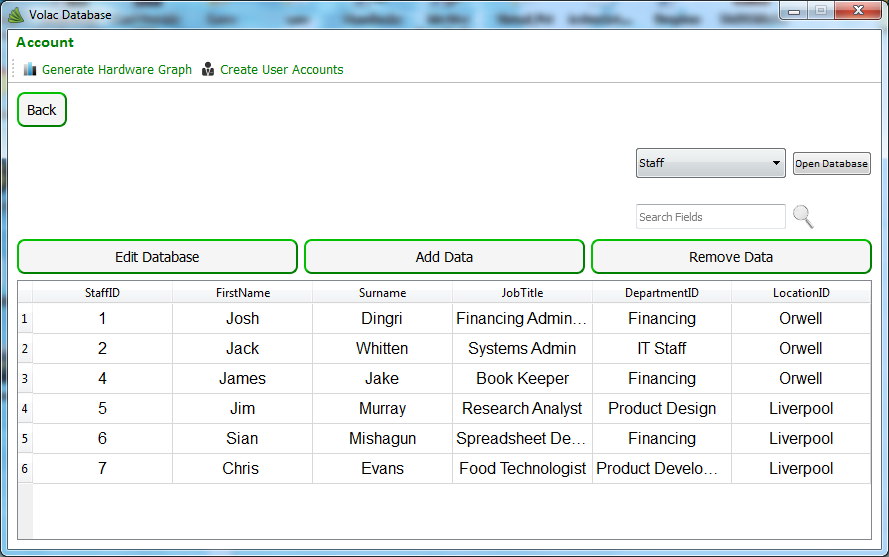 Volac Database
Account
Generate Hardware Graph Create User Accounts
Back
Staff Open Database
Search Fields
Edit Database Add Data Remove Data
StaffID FirstName Surname JobTitle DepartmentID LocationID
1 1 Josh Dingri Financing Admin... Financing Orwell
2 2 Jack Whitten Systems Admin IT Staff Orwell
3 4 James Jake Book Keeper Financing Orwell
4 5 Jim Murray Research Analyst Product Design Liverpool
5 6 Sian Mishagun Spreadsheet De... Financing Liverpool
6 7 Chris Evans Food Technologist Product Develo... Liverpool